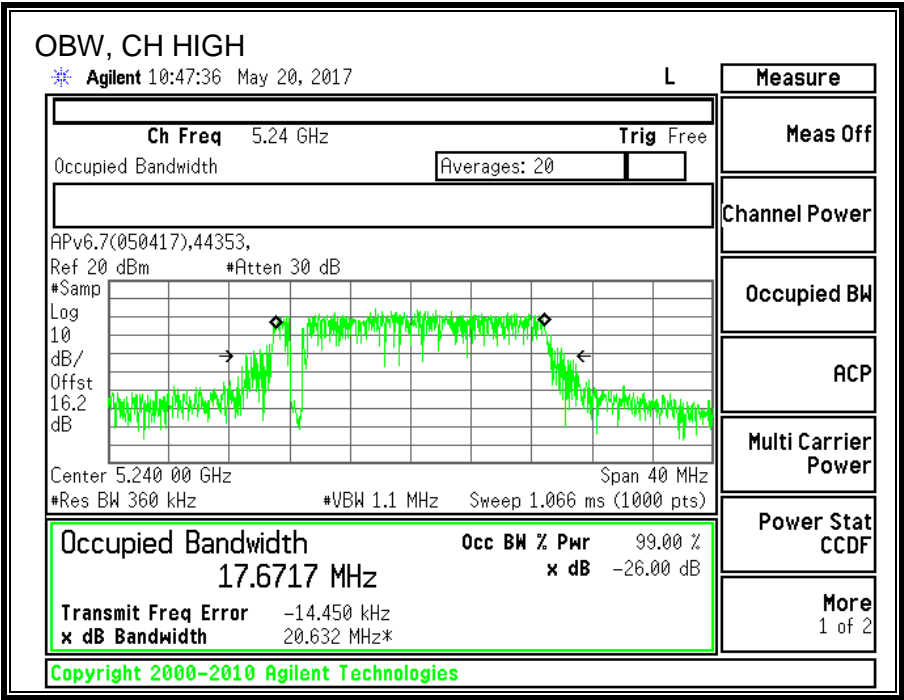 OBW, CH HIGH
Agilent 10:47:36 May 20, 2017 L
Measure
Ch Freq 5.24 GHz Trig Free
Meas Off
Occupied Bandwidth Averages: 20
Channel Power
APv6.7(050417),44353,
Ref 20 dBm #Atten 30 dB
#Samp
Log
10
dB/
Offst
16.2
dB
Occupied BW
ACP
Multi Carrier
Power
Center 5.240 00 GHz Span 40 MHz
#Res BW 360 kHz #VBW 1.1 MHz Sweep 1.066 ms (1000 pts)
Power Stat
CCDF
Occupied Bandwidth Occ BW % Pwr 99.00 %
17.6717 MHz x dB -26.00 dB
Transmit Freq Error -14.450 kHz
x dB Bandwidth 20.632 MHz*
More
1 of 2
Copyright 2000-2010 Agilent Technologies